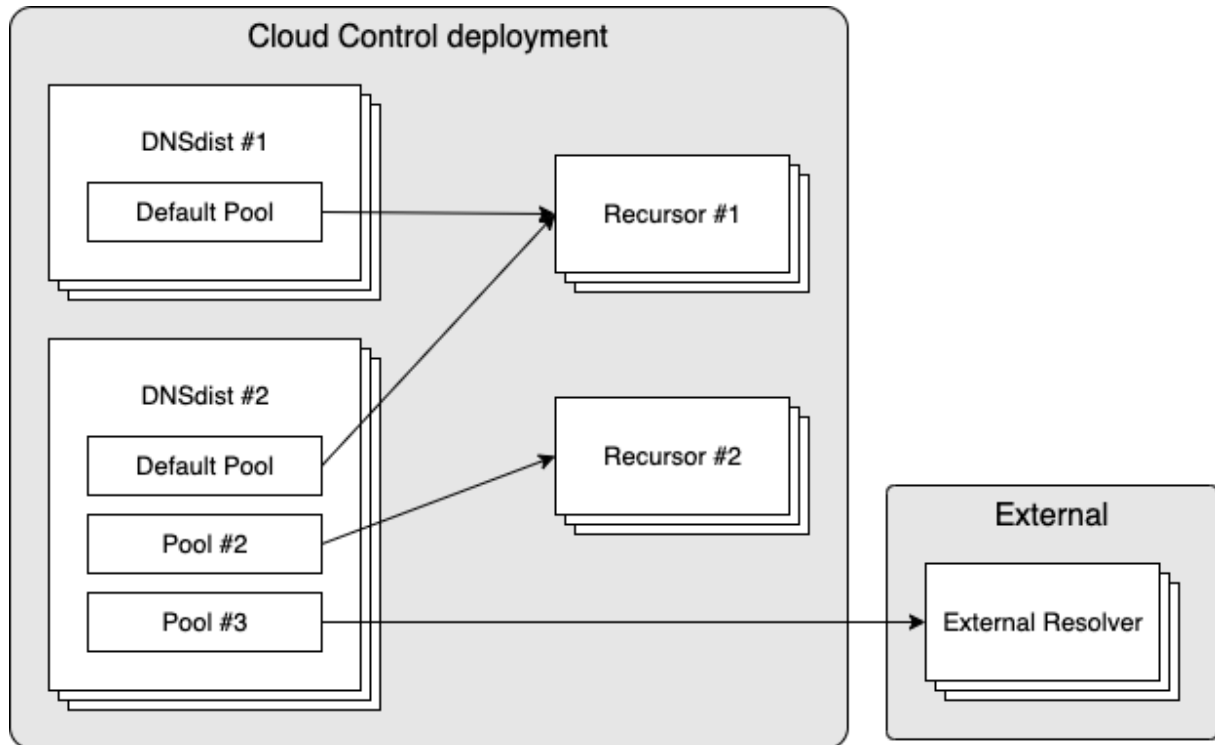 Cloud Control deployment
DNSdist #1
Default Pool
Recursor #1
DNSdist #2
Default Pool
Pool #2
Pool #3
Recursor #2
External
External Resolver